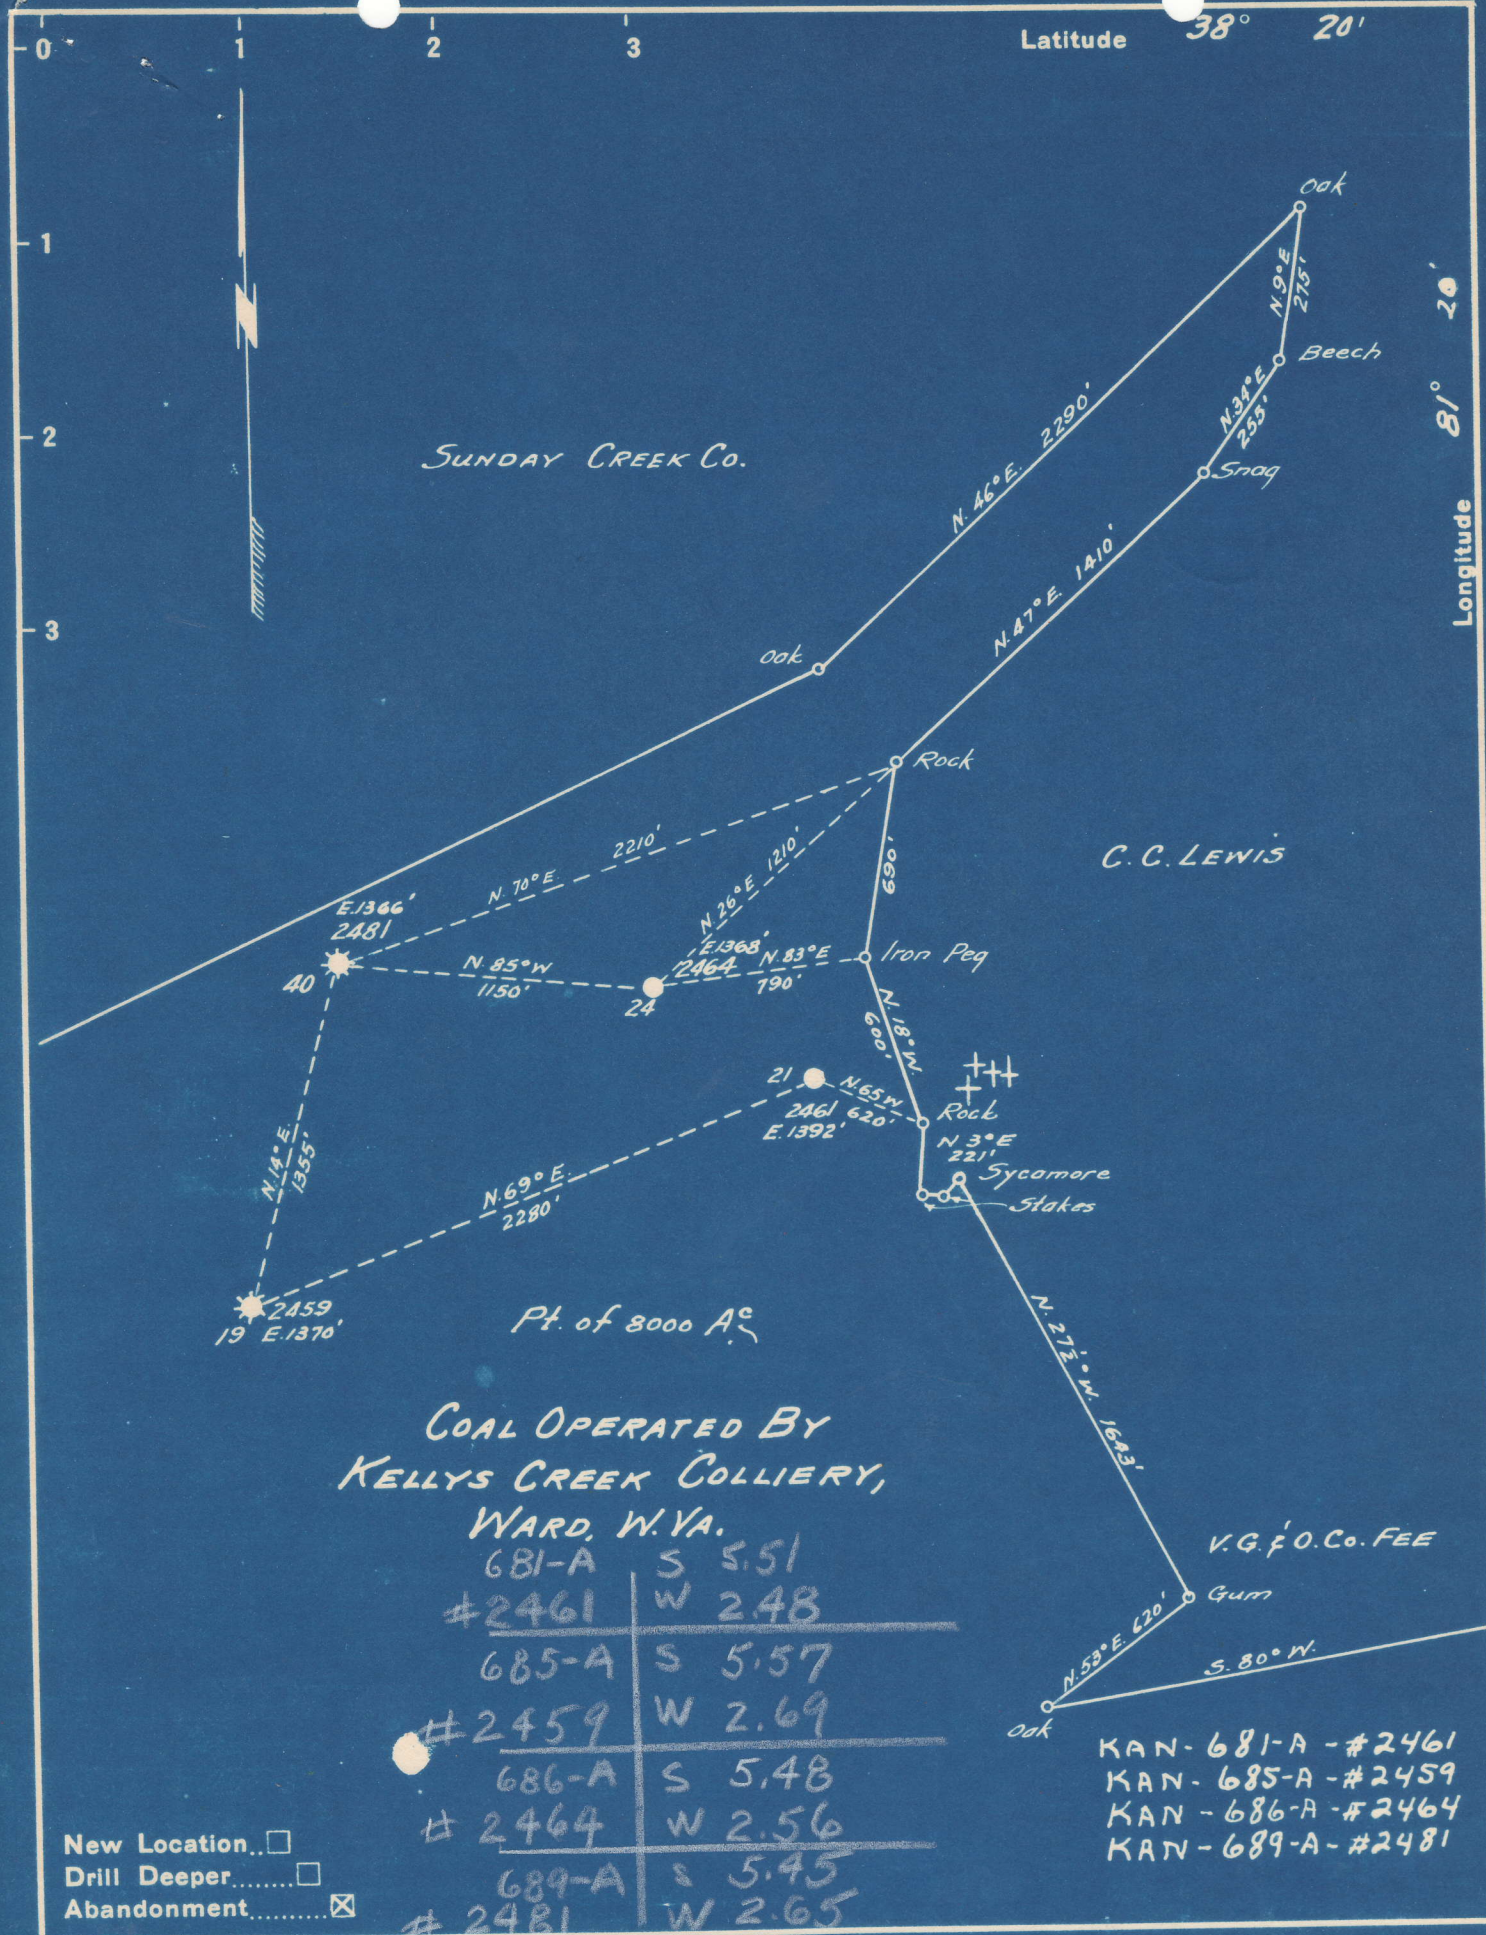 0 1 2 3 Latitude 38° 20'
1
2
3
Longitude 81° 20'
Oak
N. 9° E
275'
Beech
N. 34° E
255'
Snag
N. 46° E. 2290'
SUNDAY CREEK CO.
N. 47° E. 1410'
Oak
Rock
N. 70° E. 2210'
N. 26° E 1210'
690'
C. C. LEWIS
E. 1366'
2481
40
N. 85° W
1150'
E. 1368'
2464
24
N. 83° E
790'
Iron Peg
N. 18° W.
600'
21
2461
E. 1392'
N. 65 W
620'
Rock
N 3° E
221'
Sycamore
Stakes
N. 14° E.
1355'
N. 69° E.
2280'
2459
19 E. 1370'
Pt. of 8000 Ac
N. 27½° W. 1643'
COAL OPERATED BY
KELLYS CREEK COLLIERY,
WARD, W. VA.
V. G. & O. Co. FEE
Gum
N. 53° E. 620'
S. 80° W.
Oak
681-A S 5.51
#2461 W 2.48
685-A S 5.57
#2459 W 2.69
686-A S 5.48
#2464 W 2.56
689-A S 5.45
#2481 W 2.65
KAN - 681-A - #2461
KAN - 685-A - #2459
KAN - 686-A - #2464
KAN - 689-A - #2481
New Location..☐
Drill Deeper........☐
Abandonment..........☒